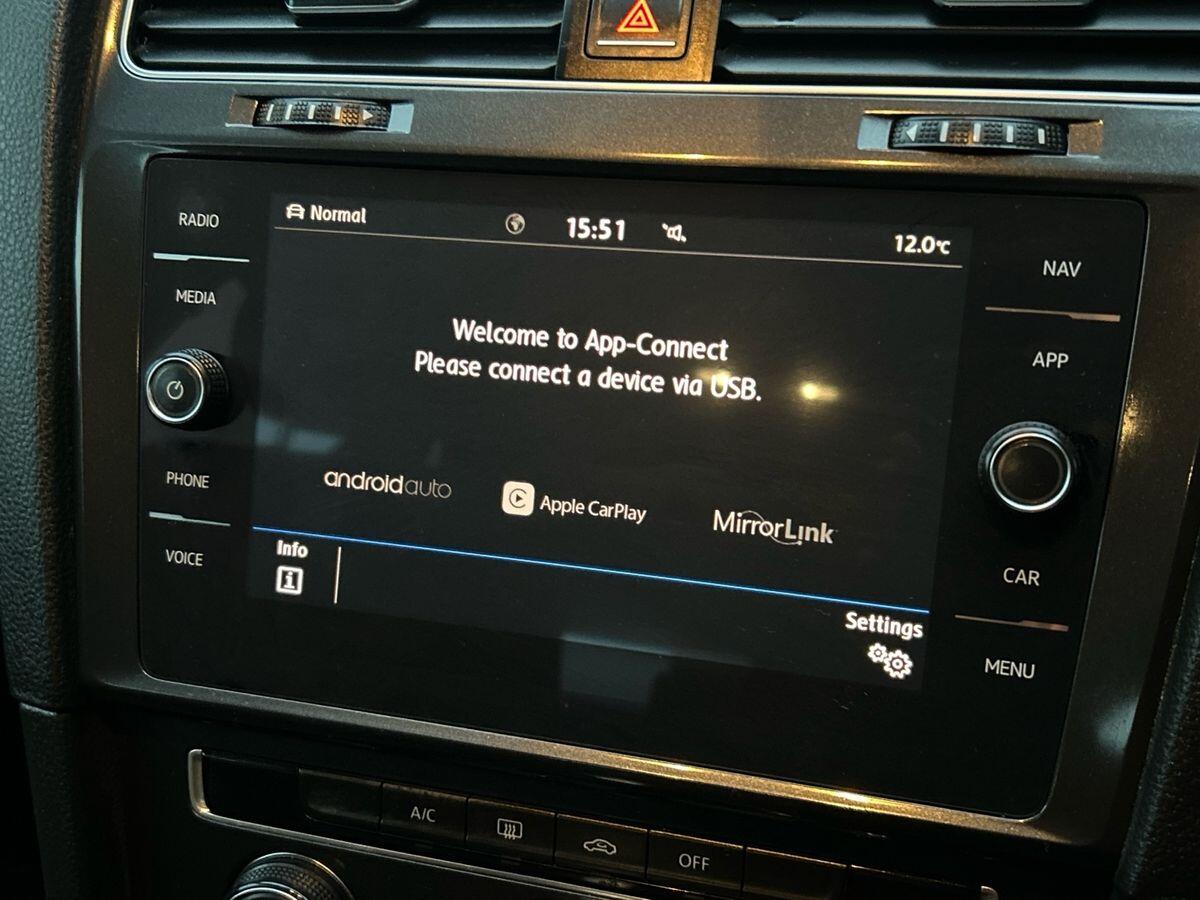 RADIO
MEDIA
PHONE
VOICE
Normal
15:51
12.0°C
Welcome to App-Connect
Please connect a device via USB.
androidauto
Apple CarPlay
MirrorLink
Info
Settings
NAV
APP
CAR
MENU
A/C
OFF